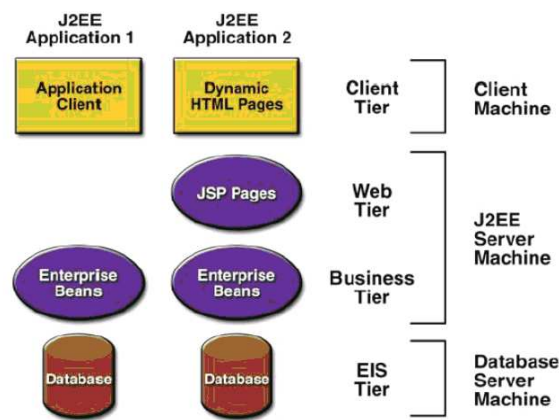 J2EE
Application 1
J2EE
Application 2
Application
Client
Dynamic
HTML Pages
Client
Tier
Client
Machine
JSP Pages
Web
Tier
J2EE
Server
Machine
Enterprise
Beans
Enterprise
Beans
Business
Tier
Database
Database
EIS
Tier
Database
Server
Machine